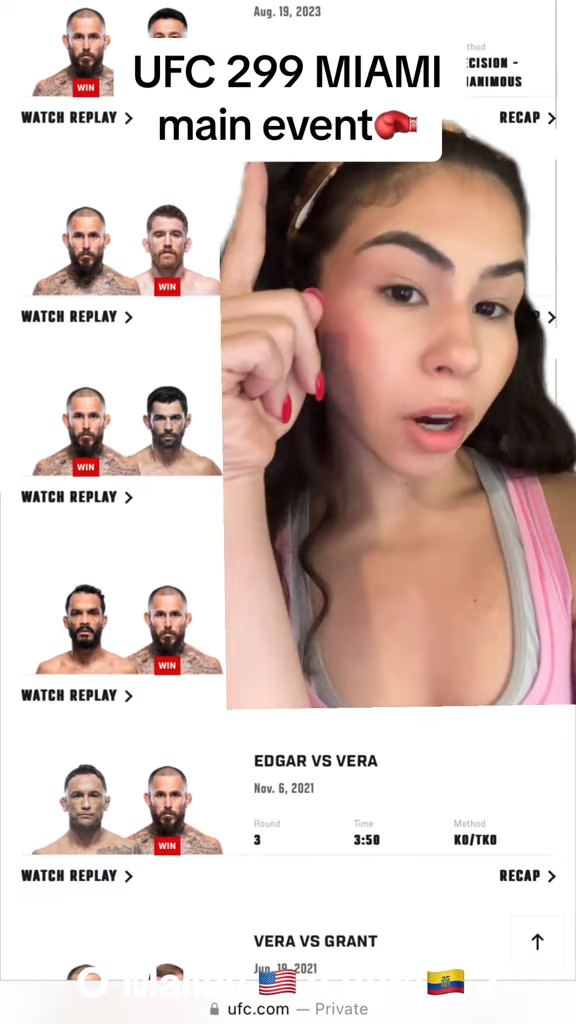 Aug. 19, 2023
UFC 299 MIAMI
main event🥊
WIN
WATCH REPLAY >
RECAP >
WIN
WATCH REPLAY >
WIN
WATCH REPLAY >
WIN
WATCH REPLAY >
EDGAR VS VERA
Nov. 6, 2021
Round
Time
Method
3
3:50
KO/TKO
WIN
WATCH REPLAY >
RECAP >
VERA VS GRANT
ufc.com — Private